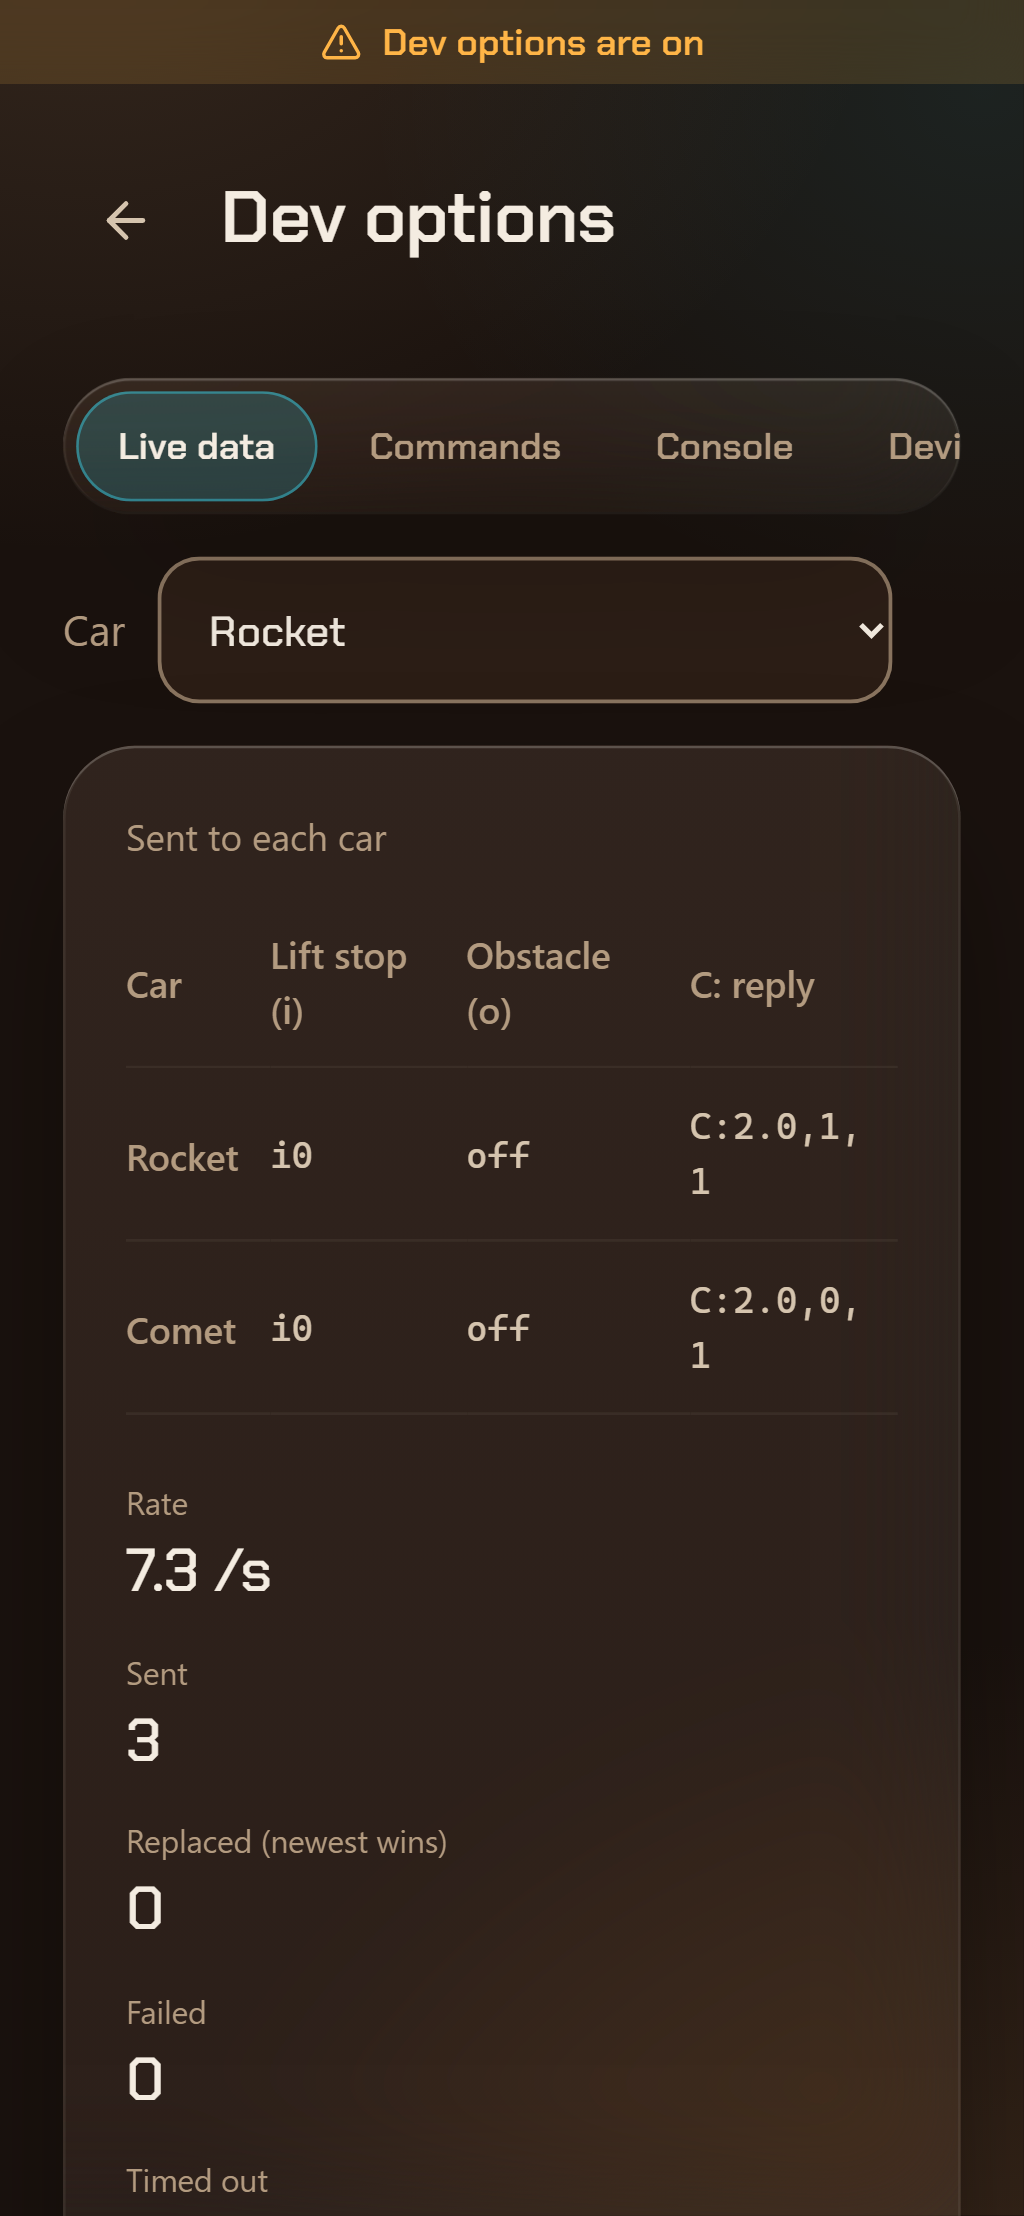 Dev options are on
Dev options
Live data Commands Console Devi
Car Rocket
Sent to each car
Car Lift stop (i) Obstacle (o) C: reply
Rocket i0 off C:2.0,1,1
Comet i0 off C:2.0,0,1
Rate
7.3 /s
Sent
3
Replaced (newest wins)
0
Failed
0
Timed out